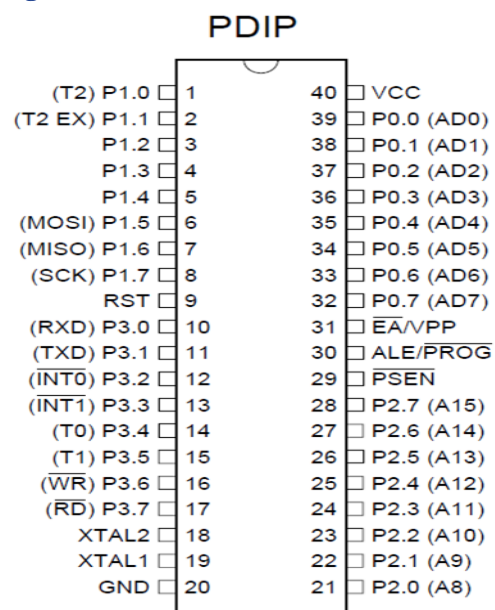 PDIP
(T2) P1.0 1 40 VCC
(T2 EX) P1.1 2 39 P0.0 (AD0)
P1.2 3 38 P0.1 (AD1)
P1.3 4 37 P0.2 (AD2)
P1.4 5 36 P0.3 (AD3)
(MOSI) P1.5 6 35 P0.4 (AD4)
(MISO) P1.6 7 34 P0.5 (AD5)
(SCK) P1.7 8 33 P0.6 (AD6)
RST 9 32 P0.7 (AD7)
(RXD) P3.0 10 31 E̅A̅/VPP
(TXD) P3.1 11 30 ALE/P̅R̅O̅G̅
(I̅N̅T̅0̅) P3.2 12 29 P̅S̅E̅N̅
(I̅N̅T̅1̅) P3.3 13 28 P2.7 (A15)
(T0) P3.4 14 27 P2.6 (A14)
(T1) P3.5 15 26 P2.5 (A13)
(W̅R̅) P3.6 16 25 P2.4 (A12)
(R̅D̅) P3.7 17 24 P2.3 (A11)
XTAL2 18 23 P2.2 (A10)
XTAL1 19 22 P2.1 (A9)
GND 20 21 P2.0 (A8)